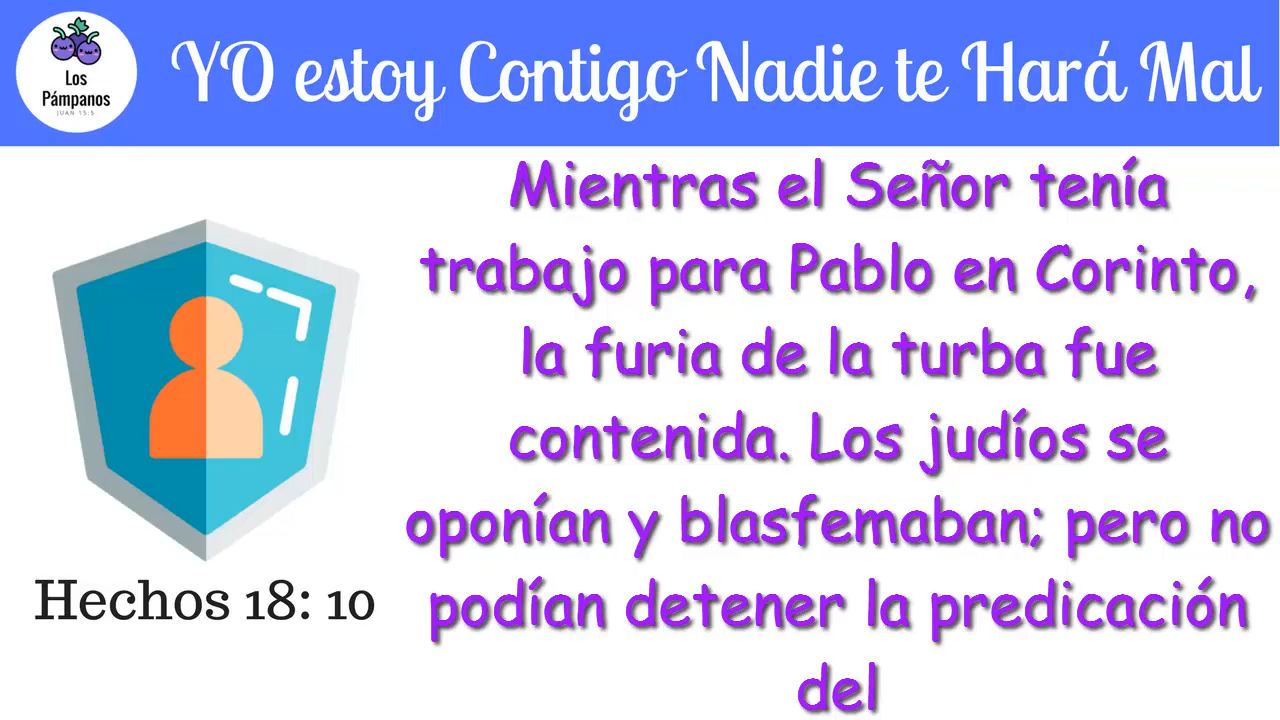 Los
Pámpanos
JUAN 15:5
YO estoy Contigo Nadie te Hará Mal
Mientras el Señor tenía
trabajo para Pablo en Corinto,
la furia de la turba fue
contenida. Los judíos se
oponían y blasfemaban; pero no
podían detener la predicación
del
Hechos 18: 10